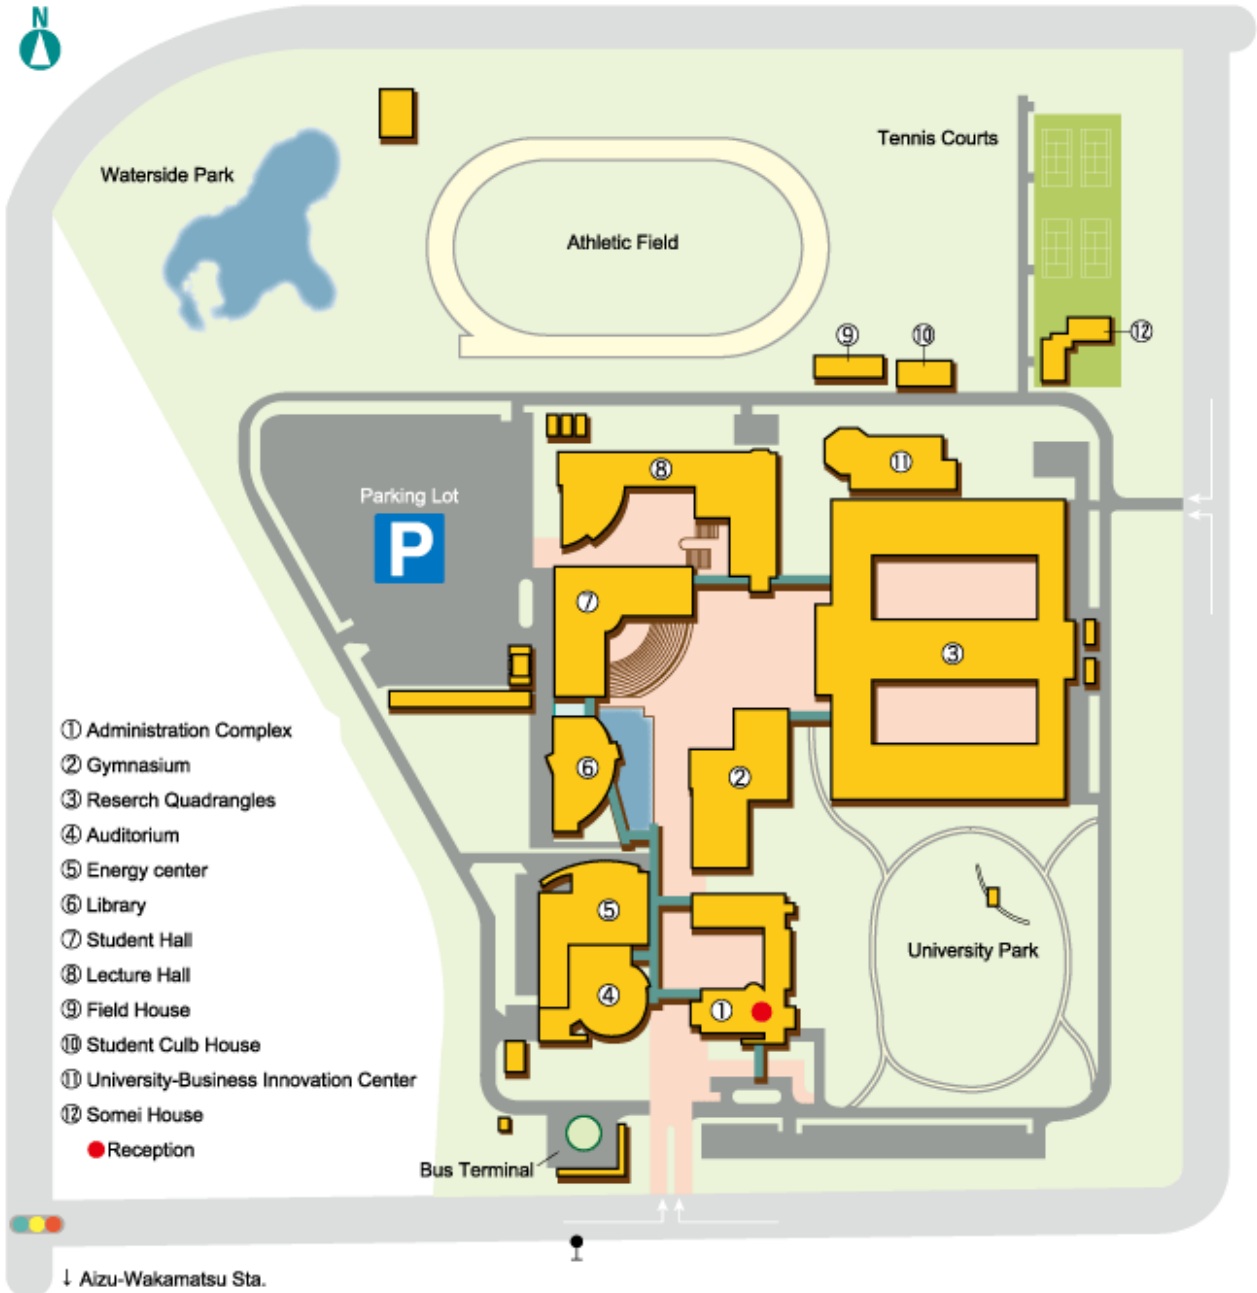 N
Waterside Park
Tennis Courts
Athletic Field
⑨
⑩
⑫
⑧
⑪
Parking Lot
P
⑦
③
① Administration Complex
② Gymnasium
③ Reserch Quadrangles
④ Auditorium
⑤ Energy center
⑥ Library
⑦ Student Hall
⑧ Lecture Hall
⑨ Field House
⑩ Student Culb House
⑪ University-Business Innovation Center
⑫ Somei House
Reception
⑥
②
⑤
University Park
④
①
Bus Terminal
↓ Aizu-Wakamatsu Sta.